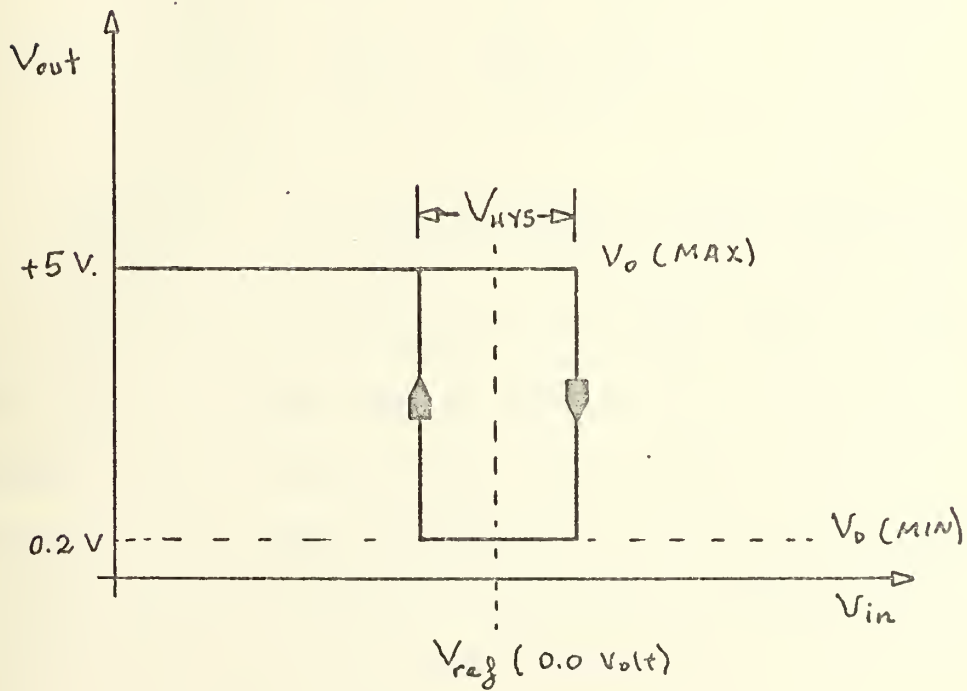 Vout
VHYS
+5 V.
Vo (MAX)
0.2 V
Vo (MIN)
Vin
Vref ( 0.0 Volt)